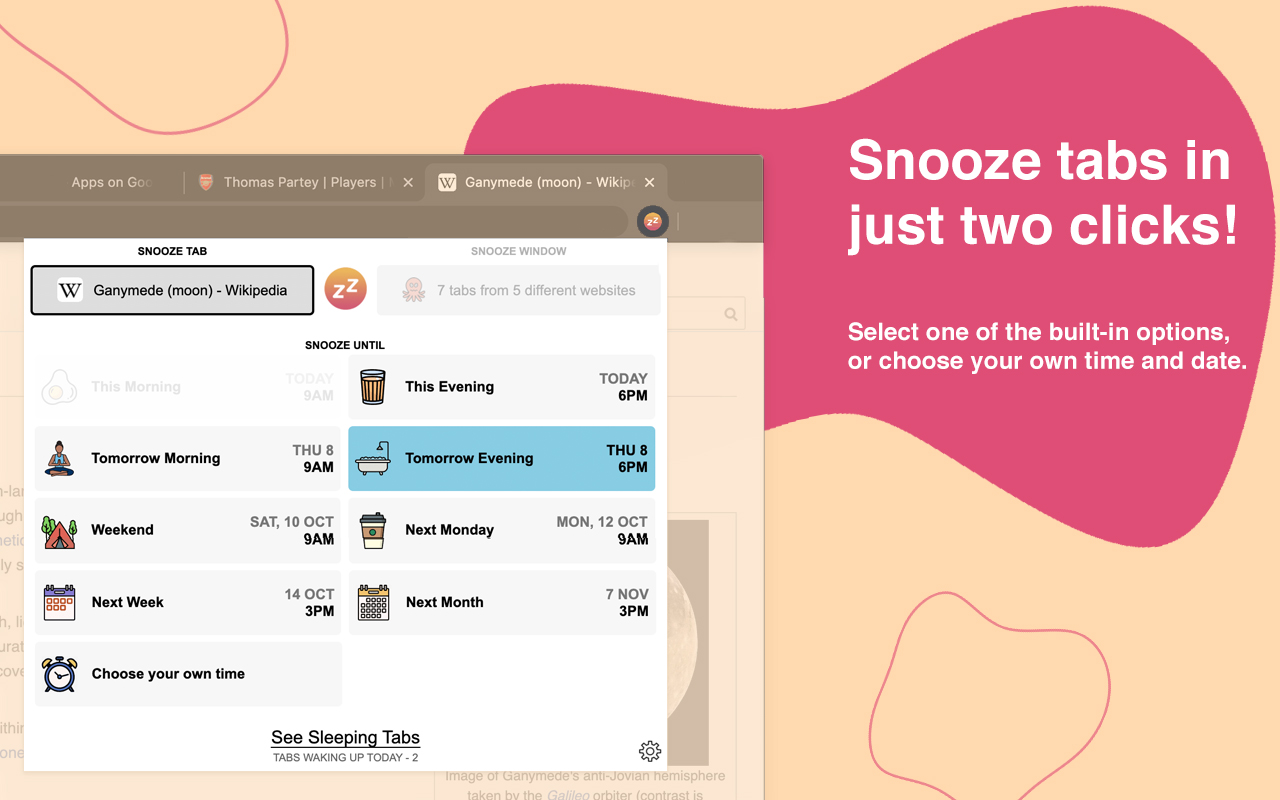 Snooze tabs in
just two clicks!
Select one of the built-in options,
or choose your own time and date.
Apps on Goo
Thomas Partey | Players |
Ganymede (moon) - Wikip
SNOOZE TAB
SNOOZE WINDOW
Ganymede (moon) - Wikipedia
zz
7 tabs from 5 different websites
SNOOZE UNTIL
This Morning
TODAY
9AM
This Evening
TODAY
6PM
Tomorrow Morning
THU 8
9AM
Tomorrow Evening
THU 8
6PM
Weekend
SAT, 10 OCT
9AM
Next Monday
MON, 12 OCT
9AM
Next Week
14 OCT
3PM
Next Month
7 NOV
3PM
Choose your own time
See Sleeping Tabs
TABS WAKING UP TODAY - 2
Image of Ganymede's anti-Jovian hemisphere
taken by the Galileo orbiter (contrast is